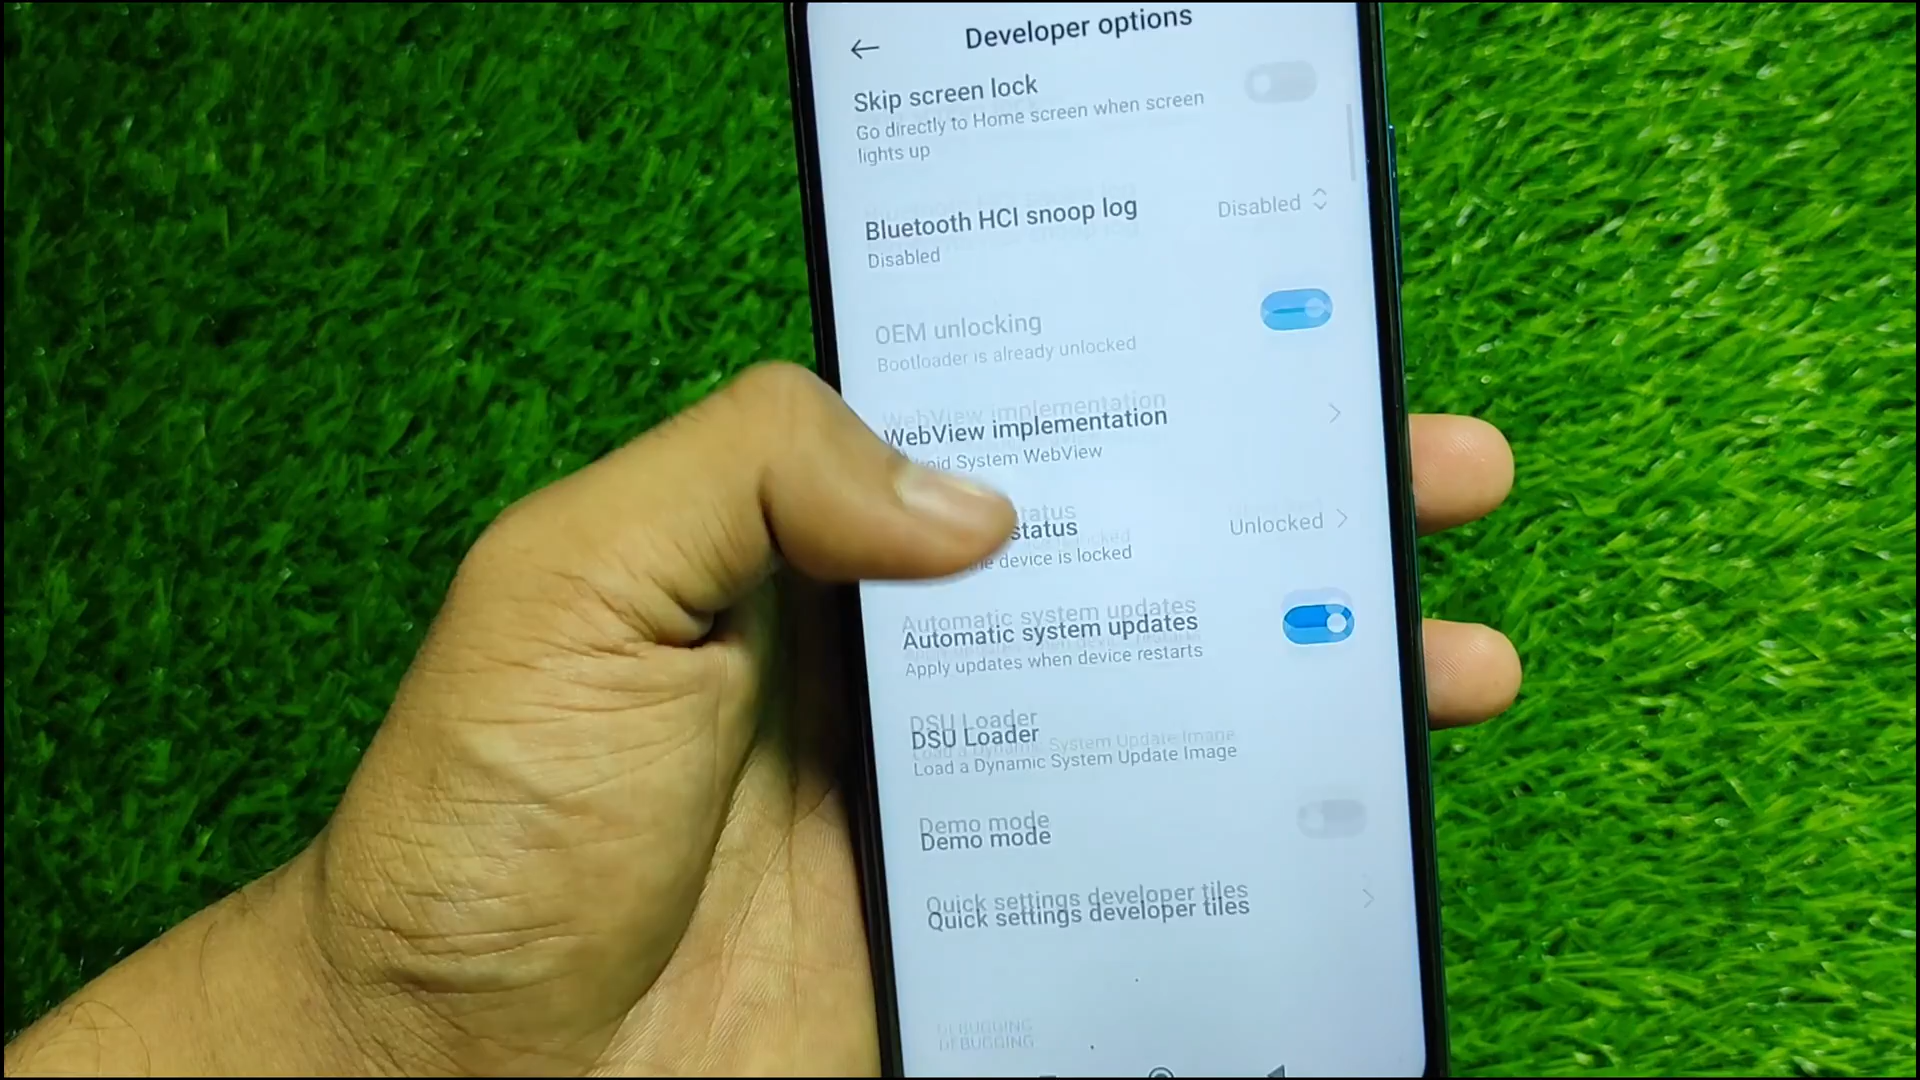 Developer options
Skip screen lock
Go directly to Home screen when screen
lights up
Bluetooth HCI snoop log
Disabled
Disabled
OEM unlocking
Bootloader is already unlocked
WebView implementation
System WebView
status
Unlocked
device is locked
Automatic system updates
Apply updates when device restarts
DSU Loader
Load a Dynamic System Update Image
Demo mode
Quick settings developer tiles
DEBUGGING